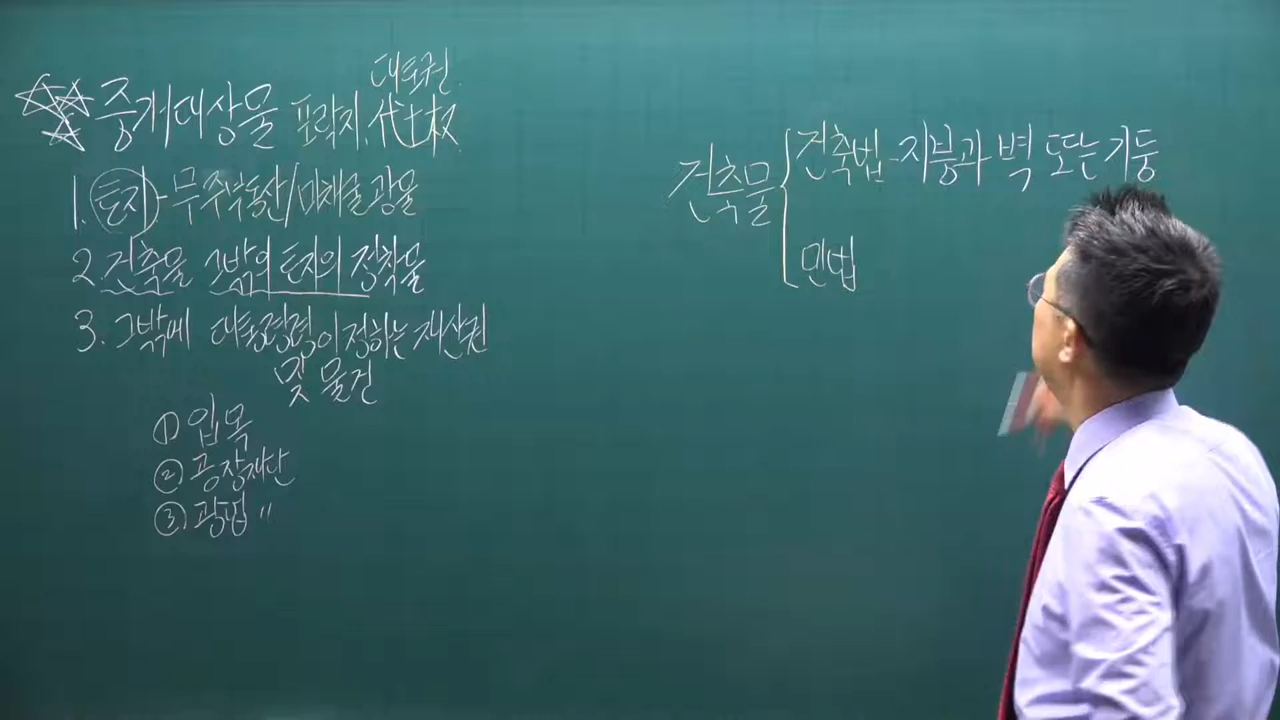 대토권
☆☆☆ 중개대상물 포락지. 代土权.
1. 토지 - 무주부동산/미채굴광물
2. 건축물 그밖의 토지의 정착물
3. 그밖에 대통령령이 정하는 재산권
및 물건
① 입목
② 공장재단
③ 광업 〃
건축물
건축법 - 지붕과 벽 또는 기둥
민법